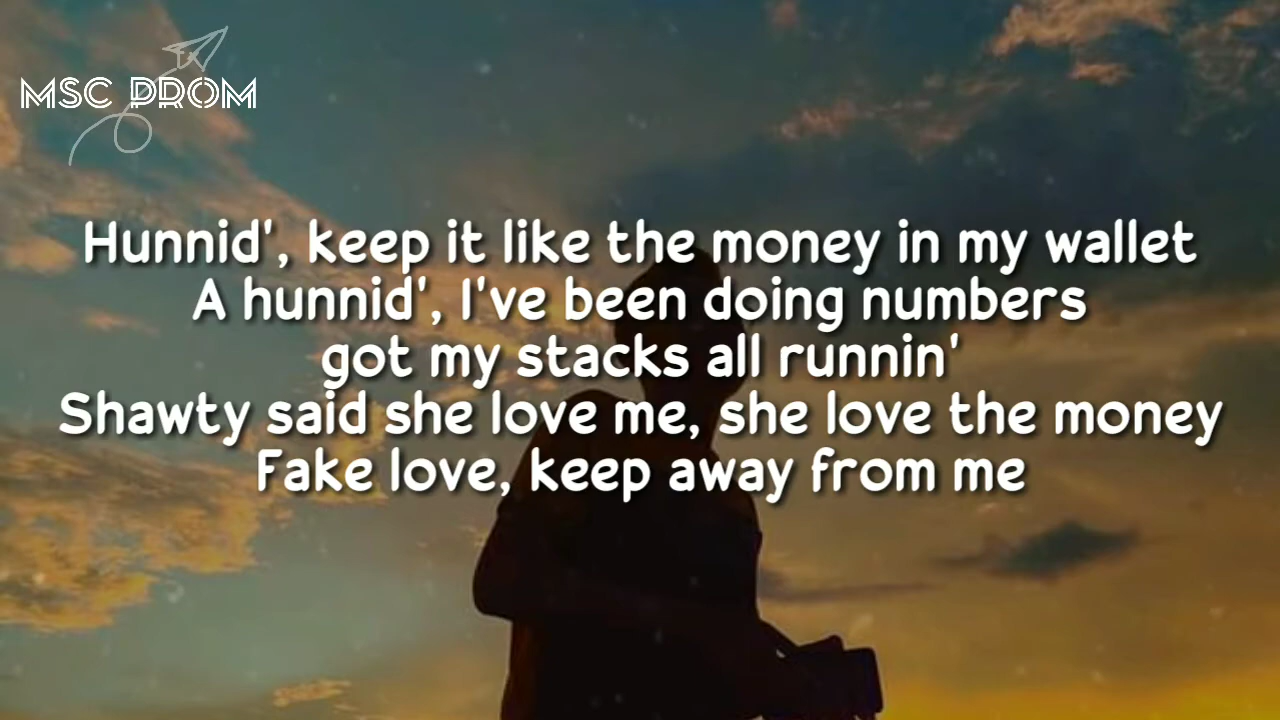 MSC PROM
Hunnid', keep it like the money in my wallet
A hunnid', I've been doing numbers
got my stacks all runnin'
Shawty said she love me, she love the money
Fake love, keep away from me